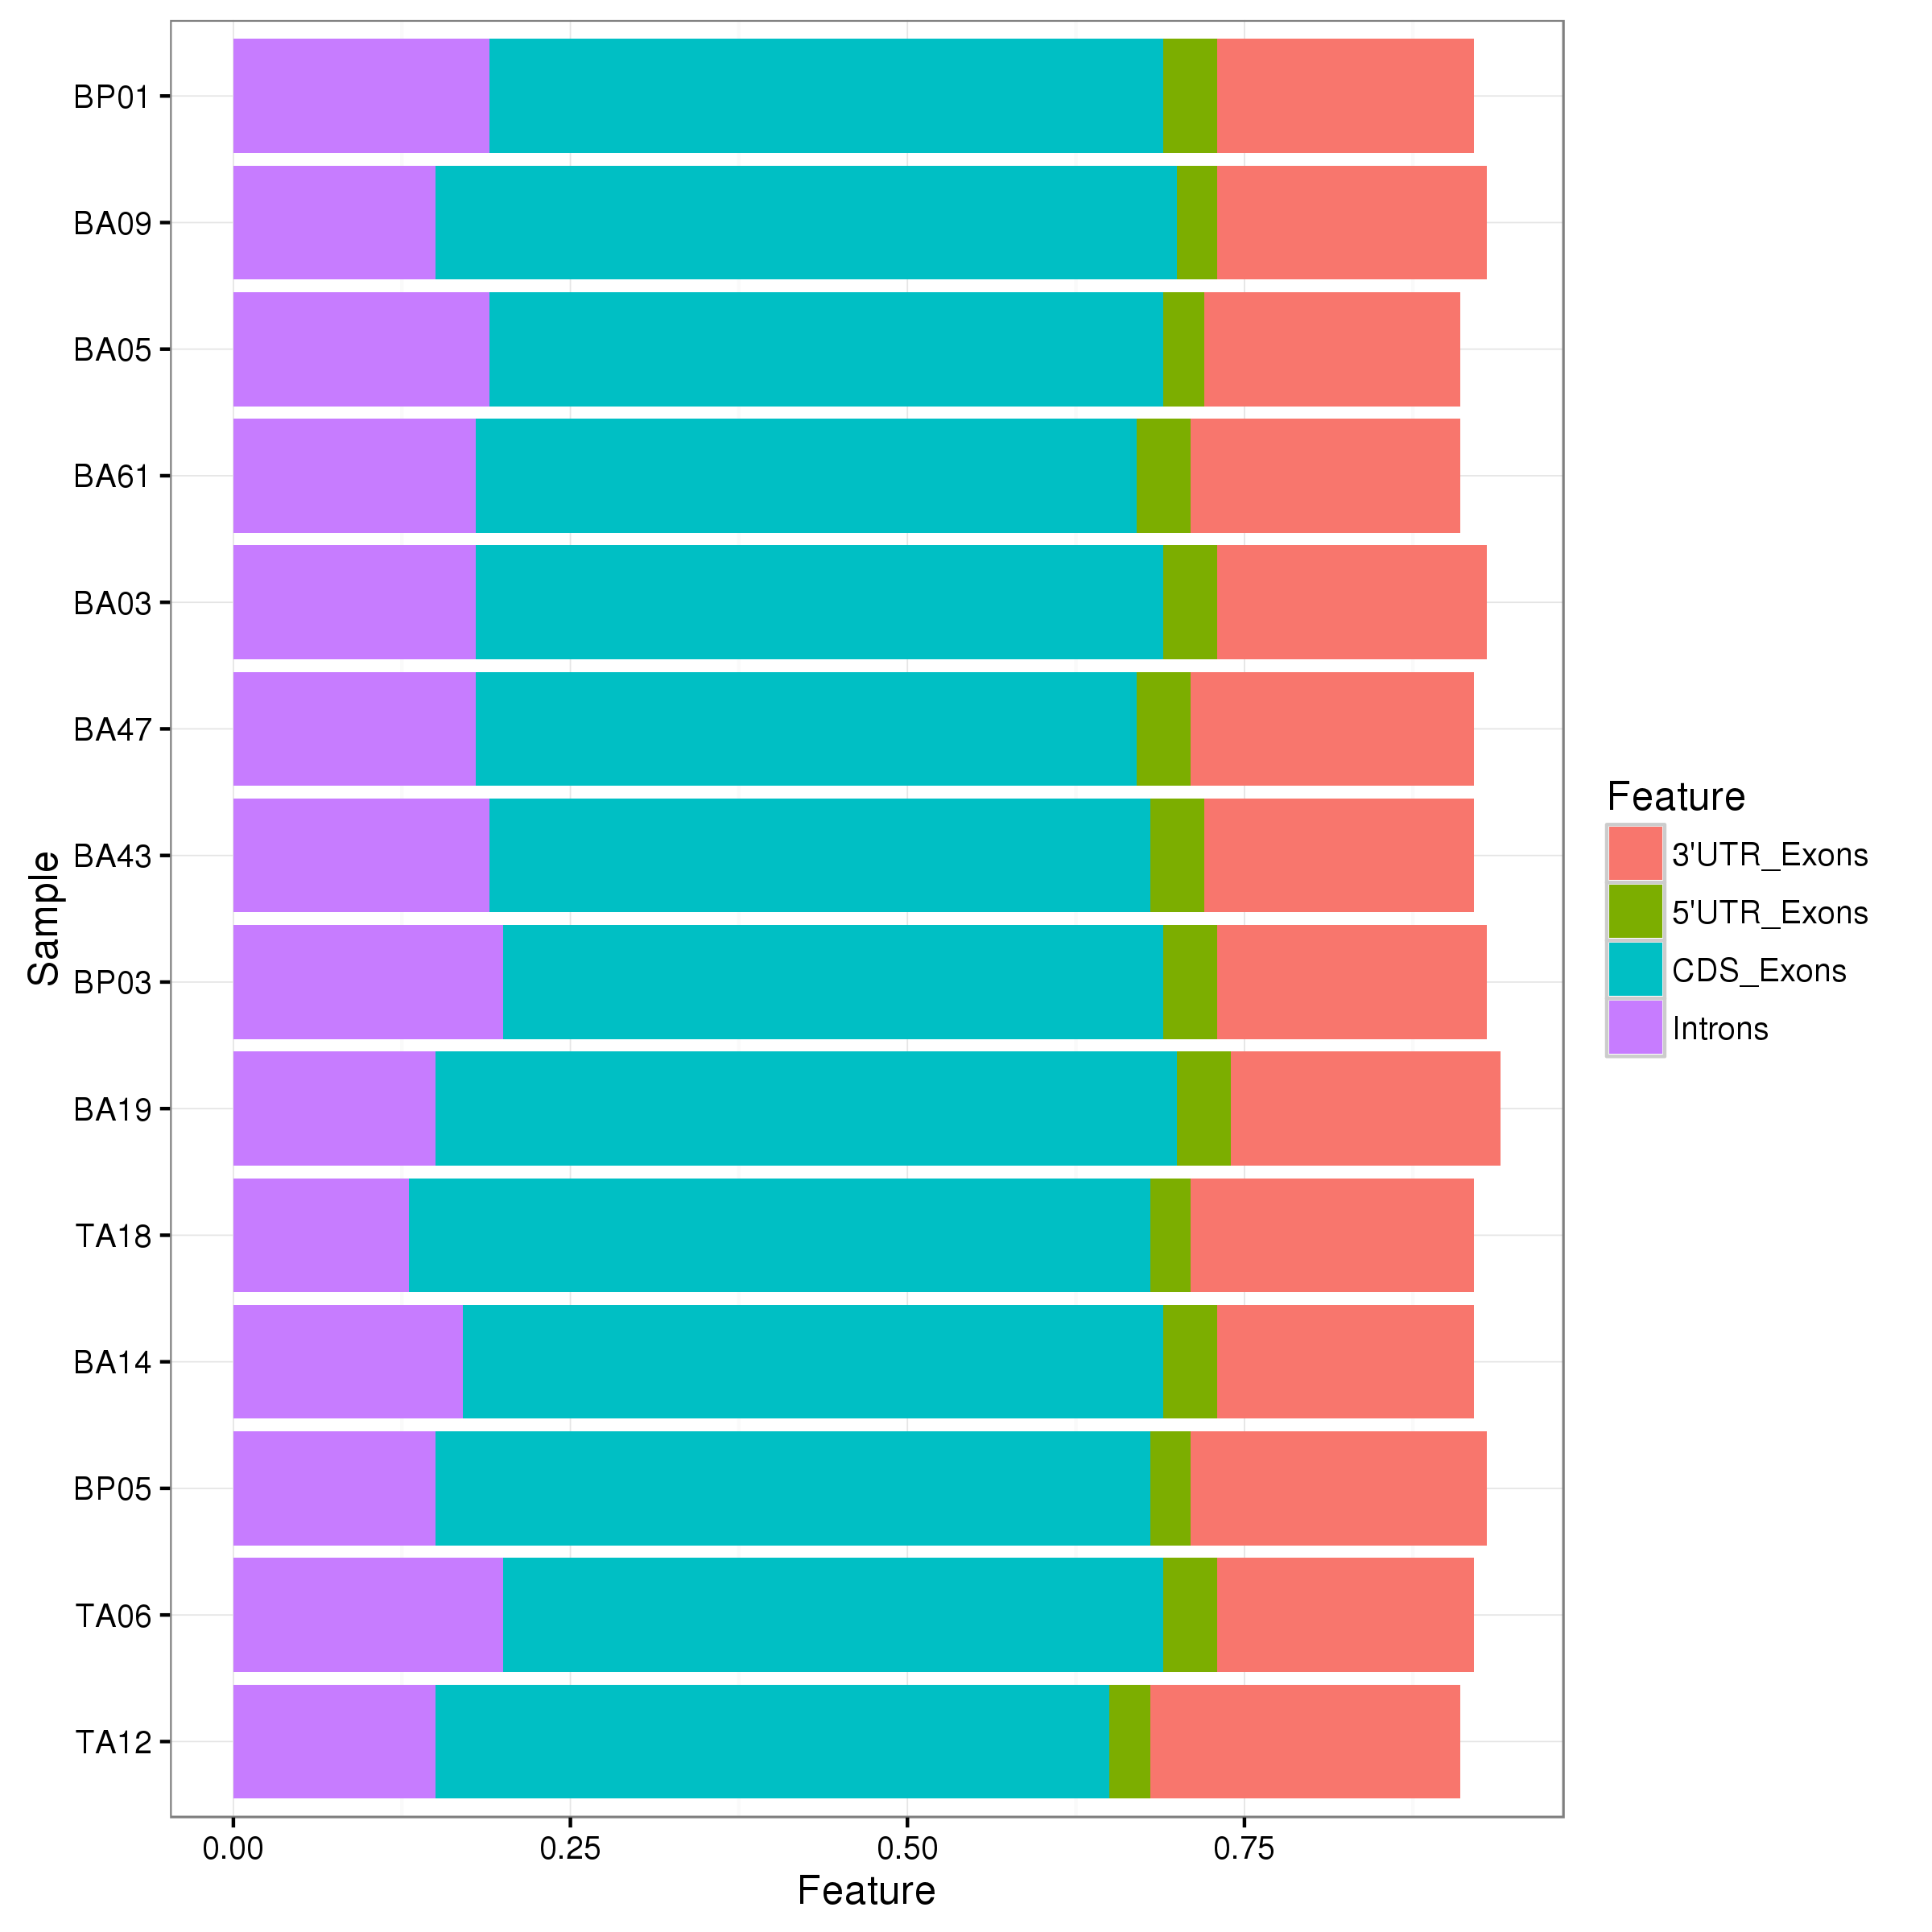 BP01
BA09
BA05
BA61
BA03
BA47
BA43
BP03
BA19
TA18
BA14
BP05
TA06
TA12
Sample
0.00 0.25 0.50 0.75
Feature
Feature
3'UTR_Exons
5'UTR_Exons
CDS_Exons
Introns